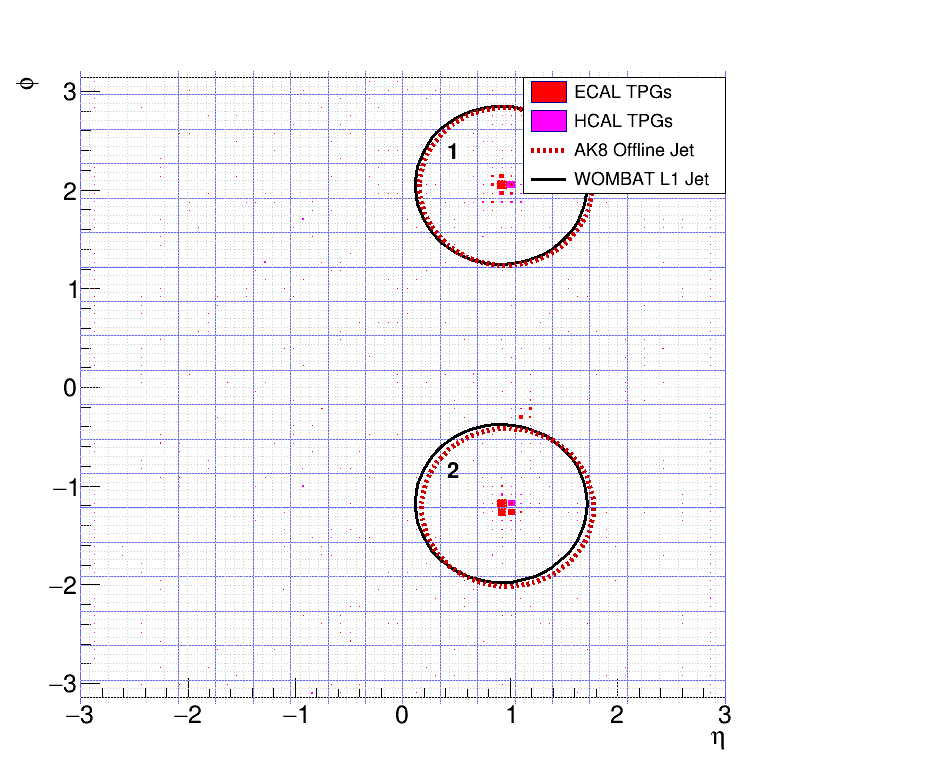 φ
3
2
1
0
−1
−2
−3
ECAL TPGs
HCAL TPGs
AK8 Offline Jet
WOMBAT L1 Jet
1
2
−3 −2 −1 0 1 2 3
η